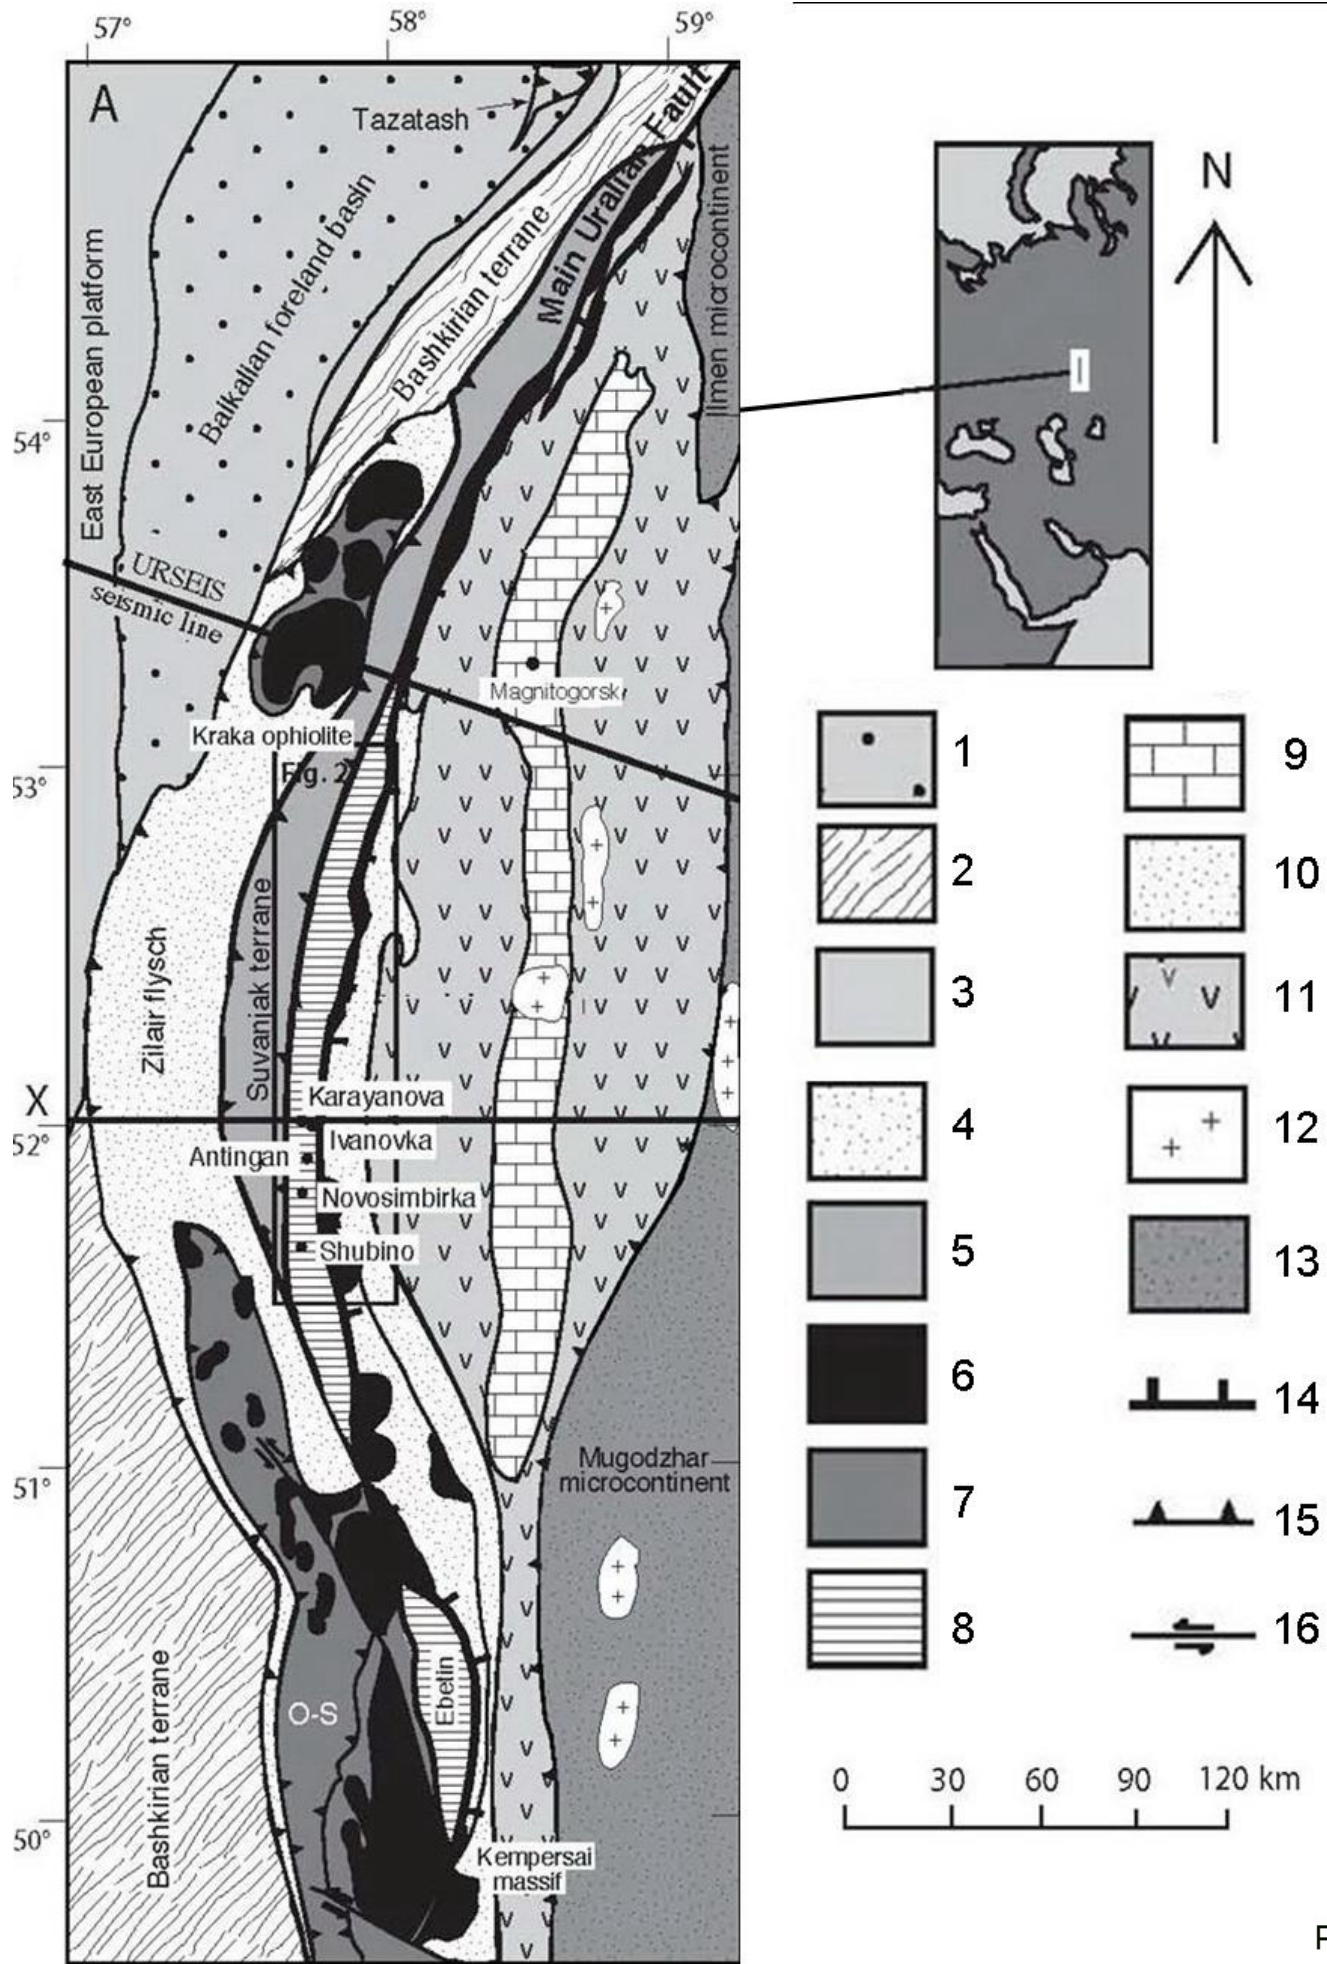 57°
58°
59°
A
Tazatash
Main Uralian Fault
Ilmen microcontinent
Bashkirian terrane
Balkallan foreland basin
East European platform
N
54°
URSEIS
seismic line
Magnitogorsk
Kraka ophiolite
Fig. 2
53°
Zilair flysch
Suvanjak terrane
X
Karayanova
52°
Ivanovka
Antingan
Novosimbirka
Shubino
51°
Mugodzhar
microcontinent
Bashkirian terrane
O-S
Ebetin
50°
Kempersai
massif
1
2
3
4
5
6
7
8
9
10
11
12
13
14
15
16
0 30 60 90 120 km